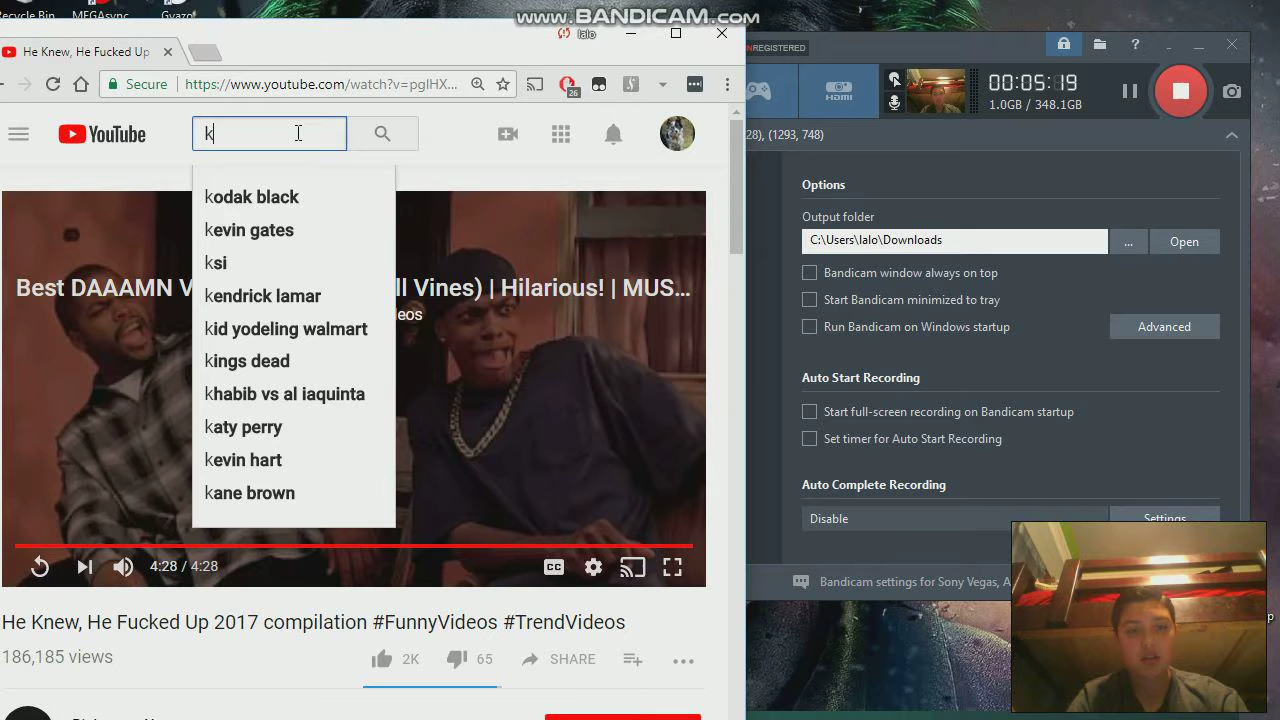 Recycle Bin
MEGAsync
Gyazo
www.BANDICAM.com
lalo
He Knew, He Fucked Up
Secure
https://www.youtube.com/watch?v=pgIHX...
26
YouTube
k
kodak black
kevin gates
ksi
kendrick lamar
kid yodeling walmart
kings dead
khabib vs al iaquinta
katy perry
kevin hart
kane brown
Best DAAAMN V
ll Vines) | Hilarious! | MUS...
eos
4:28 / 4:28
CC
He Knew, He Fucked Up 2017 compilation #FunnyVideos #TrendVideos
186,185 views
2K
65
SHARE
REGISTERED
HDMI
00:05:19
1.0GB / 348.1GB
28), (1293, 748)
Options
Output folder
C:\Users\lalo\Downloads
...
Open
Bandicam window always on top
Start Bandicam minimized to tray
Run Bandicam on Windows startup
Advanced
Auto Start Recording
Start full-screen recording on Bandicam startup
Set timer for Auto Start Recording
Auto Complete Recording
Disable
Settings
Bandicam settings for Sony Vegas, A